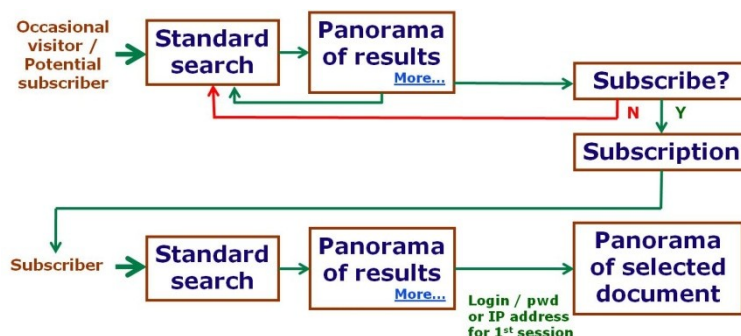 Occasional
visitor /
Potential
subscriber
Standard
search
Panorama
of results
More...
Subscribe?
N
Y
Subscription
Subscriber
Standard
search
Panorama
of results
More...
Login / pwd
or IP address
for 1st session
Panorama
of selected
document